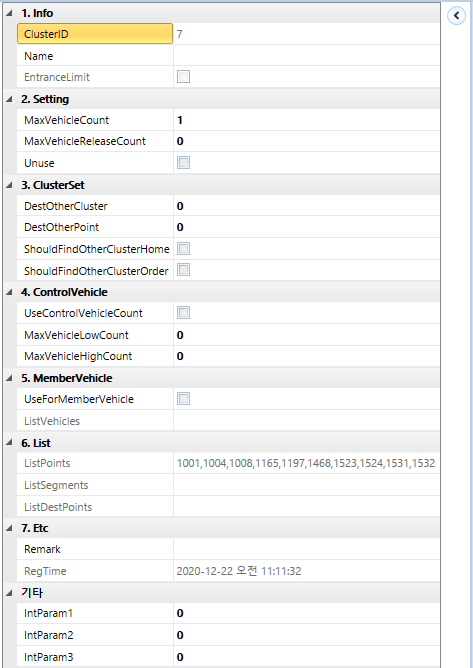 1. Info
ClusterID 7
Name
EntranceLimit
2. Setting
MaxVehicleCount 1
MaxVehicleReleaseCount 0
Unuse
3. ClusterSet
DestOtherCluster 0
DestOtherPoint 0
ShouldFindOtherClusterHome
ShouldFindOtherClusterOrder
4. ControlVehicle
UseControlVehicleCount
MaxVehicleLowCount 0
MaxVehicleHighCount 0
5. MemberVehicle
UseForMemberVehicle
ListVehicles
6. List
ListPoints 1001,1004,1008,1165,1197,1468,1523,1524,1531,1532
ListSegments
ListDestPoints
7. Etc
Remark
RegTime 2020-12-22 오전 11:11:32
기타
IntParam1 0
IntParam2 0
IntParam3 0